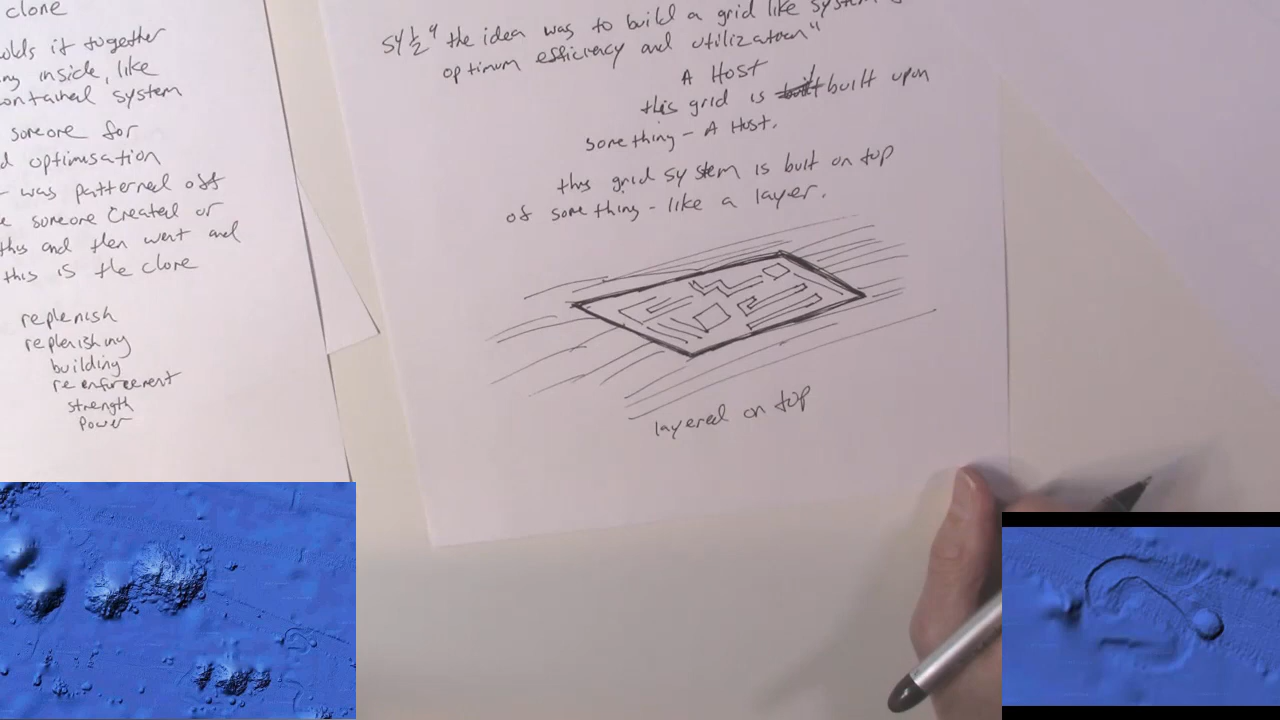 clone
olds it together
ng inside, like
contained system
someone for
d optimisation
was patterned off
e someone created or
this and then went and
this is the clone
replenish
replenishing
building
reenforcement
strength
power
"the idea was to build a grid like system
optimum efficiency and utilization"
A Host
this grid is built upon
something - A Host.
this grid system is built on top
of something - like a layer.
layered on top